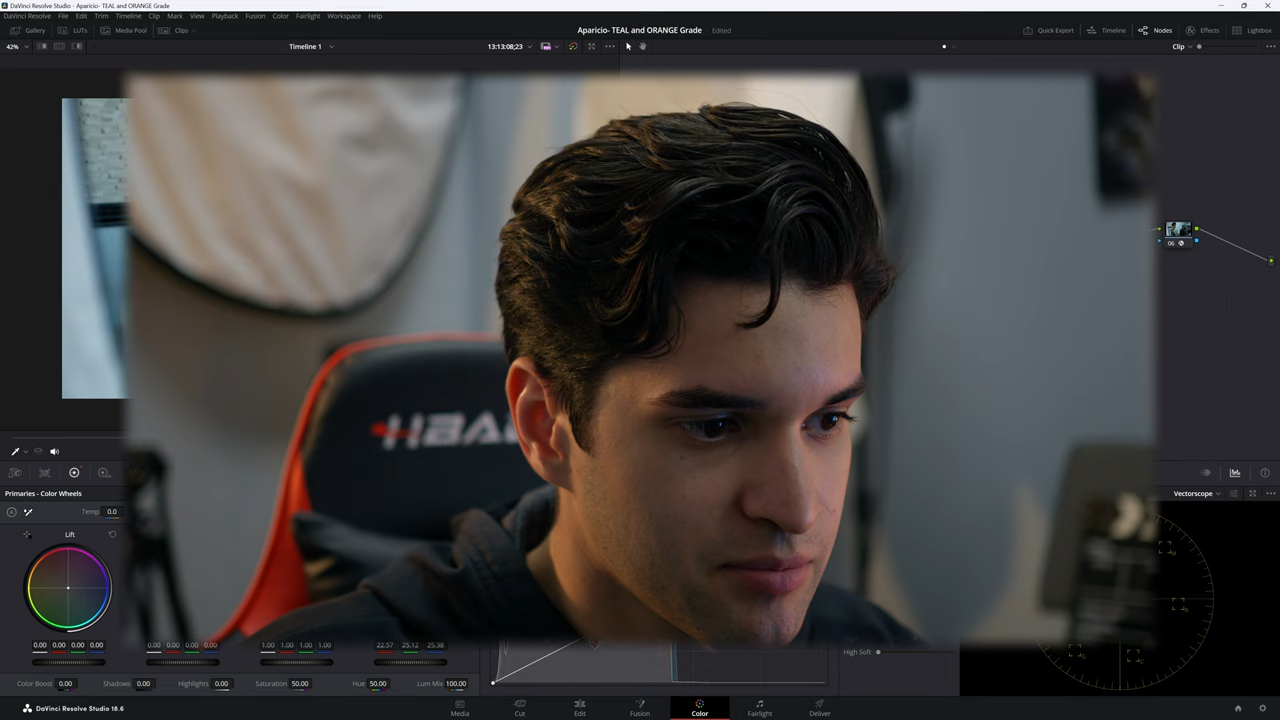 DaVinci Resolve Studio - Aparicio- TEAL and ORANGE Grade
DaVinci Resolve File Edit Trim Timeline Clip Mark View Playback Fusion Color Fairlight Workspace Help
Gallery LUTs Media Pool Clips Aparicio- TEAL and ORANGE Grade Edited Quick Export Timeline Nodes Effects Lightbox
42% Timeline 1 13:13:08;23 Clip
06
Primaries - Color Wheels Vectorscope
Temp 0.0
Lift
0.00 0.00 0.00 0.00 0.00 0.00 0.00 0.00 1.00 1.00 1.00 1.00 22.57 25.12 25.38
High Soft
Color Boost 0.00 Shadows 0.00 Highlights 0.00 Saturation 50.00 Hue 50.00 Lum Mix 100.00
DaVinci Resolve Studio 18.6 Media Cut Edit Fusion Color Fairlight Deliver